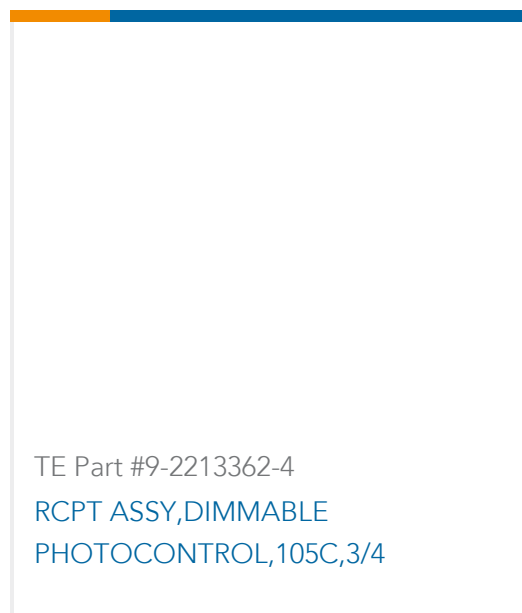 TE Part #9-2213362-4
RCPT ASSY,DIMMABLE
PHOTOCONTROL,105C,3/4